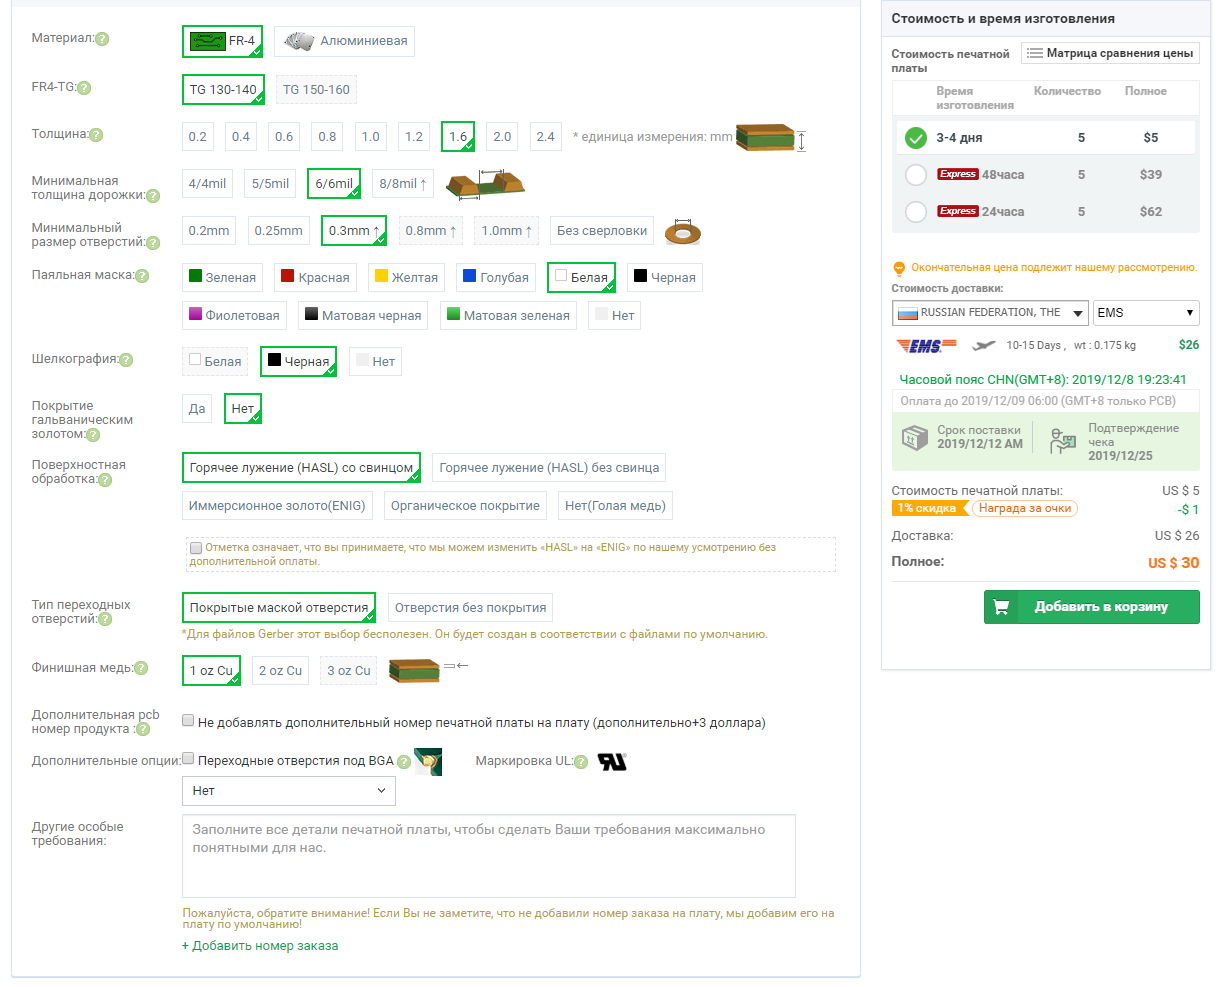 Материал:
FR-4
Алюминиевая
FR4-TG:
TG 130-140
TG 150-160
Толщина:
0.2
0.4
0.6
0.8
1.0
1.2
1.6
2.0
2.4
* единица измерения: mm
Минимальная
толщина дорожки:
4/4mil
5/5mil
6/6mil
8/8mil ↑
Минимальный
размер отверстий:
0.2mm
0.25mm
0.3mm ↑
0.8mm ↑
1.0mm ↑
Без сверловки
Паяльная маска:
Зеленая
Красная
Желтая
Голубая
Белая
Черная
Фиолетовая
Матовая черная
Матовая зеленая
Нет
Шелкография:
Белая
Черная
Нет
Покрытие
гальваническим
золотом:
Да
Нет
Поверхностная
обработка:
Горячее лужение (HASL) со свинцом
Горячее лужение (HASL) без свинца
Иммерсионное золото(ENIG)
Органическое покрытие
Нет(Голая медь)
Отметка означает, что вы принимаете, что мы можем изменить «HASL» на «ENIG» по нашему усмотрению без
дополнительной оплаты.
Тип переходных
отверстий:
Покрытые маской отверстия
Отверстия без покрытия
*Для файлов Gerber этот выбор бесполезен. Он будет создан в соответствии с файлами по умолчанию.
Финишная медь:
1 oz Cu
2 oz Cu
3 oz Cu
Дополнительная pcb
номер продукта :
Не добавлять дополнительный номер печатной платы на плату (дополнительно+3 доллара)
Дополнительные опции:
Переходные отверстия под BGA
Маркировка UL:
Нет
Другие особые
требования:
Заполните все детали печатной платы, чтобы сделать Ваши требования максимально
понятными для нас.
Пожалуйста, обратите внимание! Если Вы не заметите, что не добавили номер заказа на плату, мы добавим его на
плату по умолчанию!
+ Добавить номер заказа
Стоимость и время изготовления
Стоимость печатной
платы
Матрица сравнения цены
Время
изготовления
Количество
Полное
3-4 дня
5
$5
Express 48часа
5
$39
Express 24часа
5
$62
Окончательная цена подлежит нашему рассмотрению.
Стоимость доставки:
RUSSIAN FEDERATION, THE
EMS
EMS
10-15 Days , wt : 0.175 kg
$26
Часовой пояс CHN(GMT+8): 2019/12/8 19:23:41
Оплата до 2019/12/09 06:00 (GMT+8 только PCB)
Срок поставки
2019/12/12 AM
Подтверждение
чека
2019/12/25
Стоимость печатной платы:
US $ 5
1% скидка
Награда за очки
-$ 1
Доставка:
US $ 26
Полное:
US $ 30
Добавить в корзину